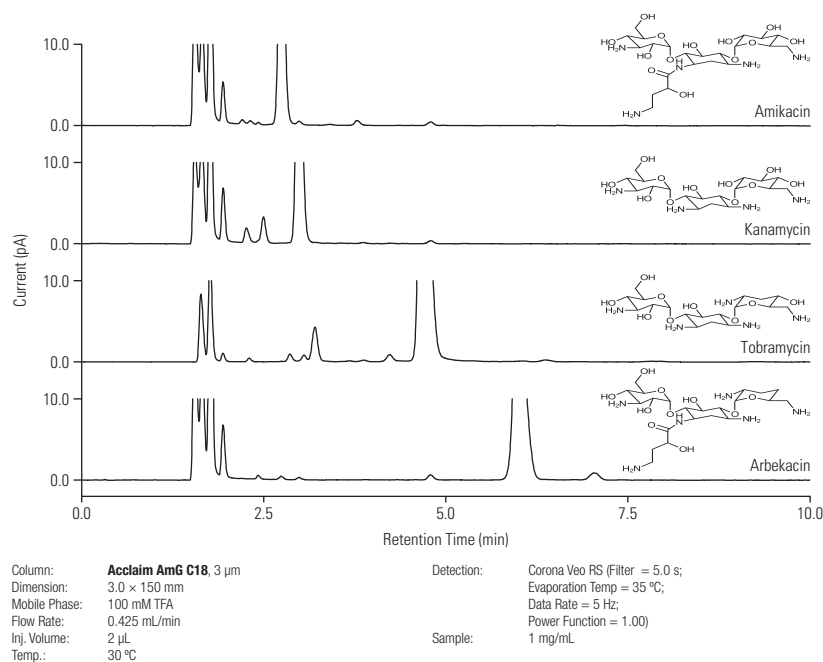 10.0
0.0
Amikacin
10.0
0.0
Kanamycin
10.0
0.0
Tobramycin
10.0
0.0
Arbekacin
Current (pA)
0.0 2.5 5.0 7.5 10.0
Retention Time (min)
Column: Acclaim AmG C18, 3 µm
Dimension: 3.0 × 150 mm
Mobile Phase: 100 mM TFA
Flow Rate: 0.425 mL/min
Inj. Volume: 2 µL
Temp.: 30 ºC
Detection: Corona Veo RS (Filter = 5.0 s;
Evaporation Temp = 35 ºC;
Data Rate = 5 Hz;
Power Function = 1.00)
Sample: 1 mg/mL